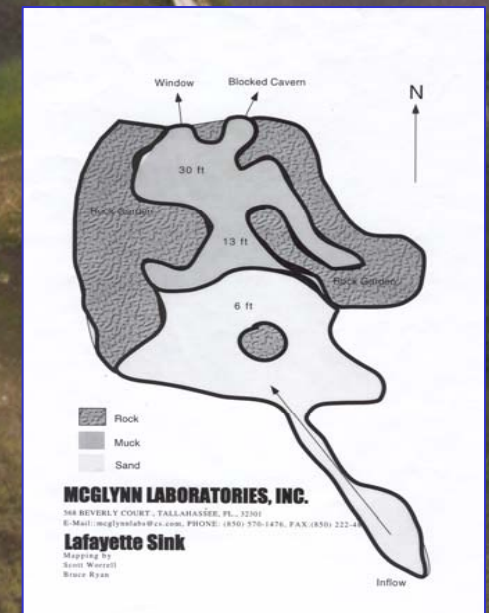 Window
Blocked Cavern
N
30 ft
Rock Garden
13 ft
Rock Garden
6 ft
Rock
Muck
Sand
MCGLYNN LABORATORIES, INC.
568 BEVERLY COURT., TALLAHASSEE, FL., 32301
E-Mail: mcglynnlabs@cs.com, PHONE: (850) 570-1476, FAX:(850) 222-4
Lafayette Sink
Mapping by
Scott Worrell
Bruce Ryan
Inflow